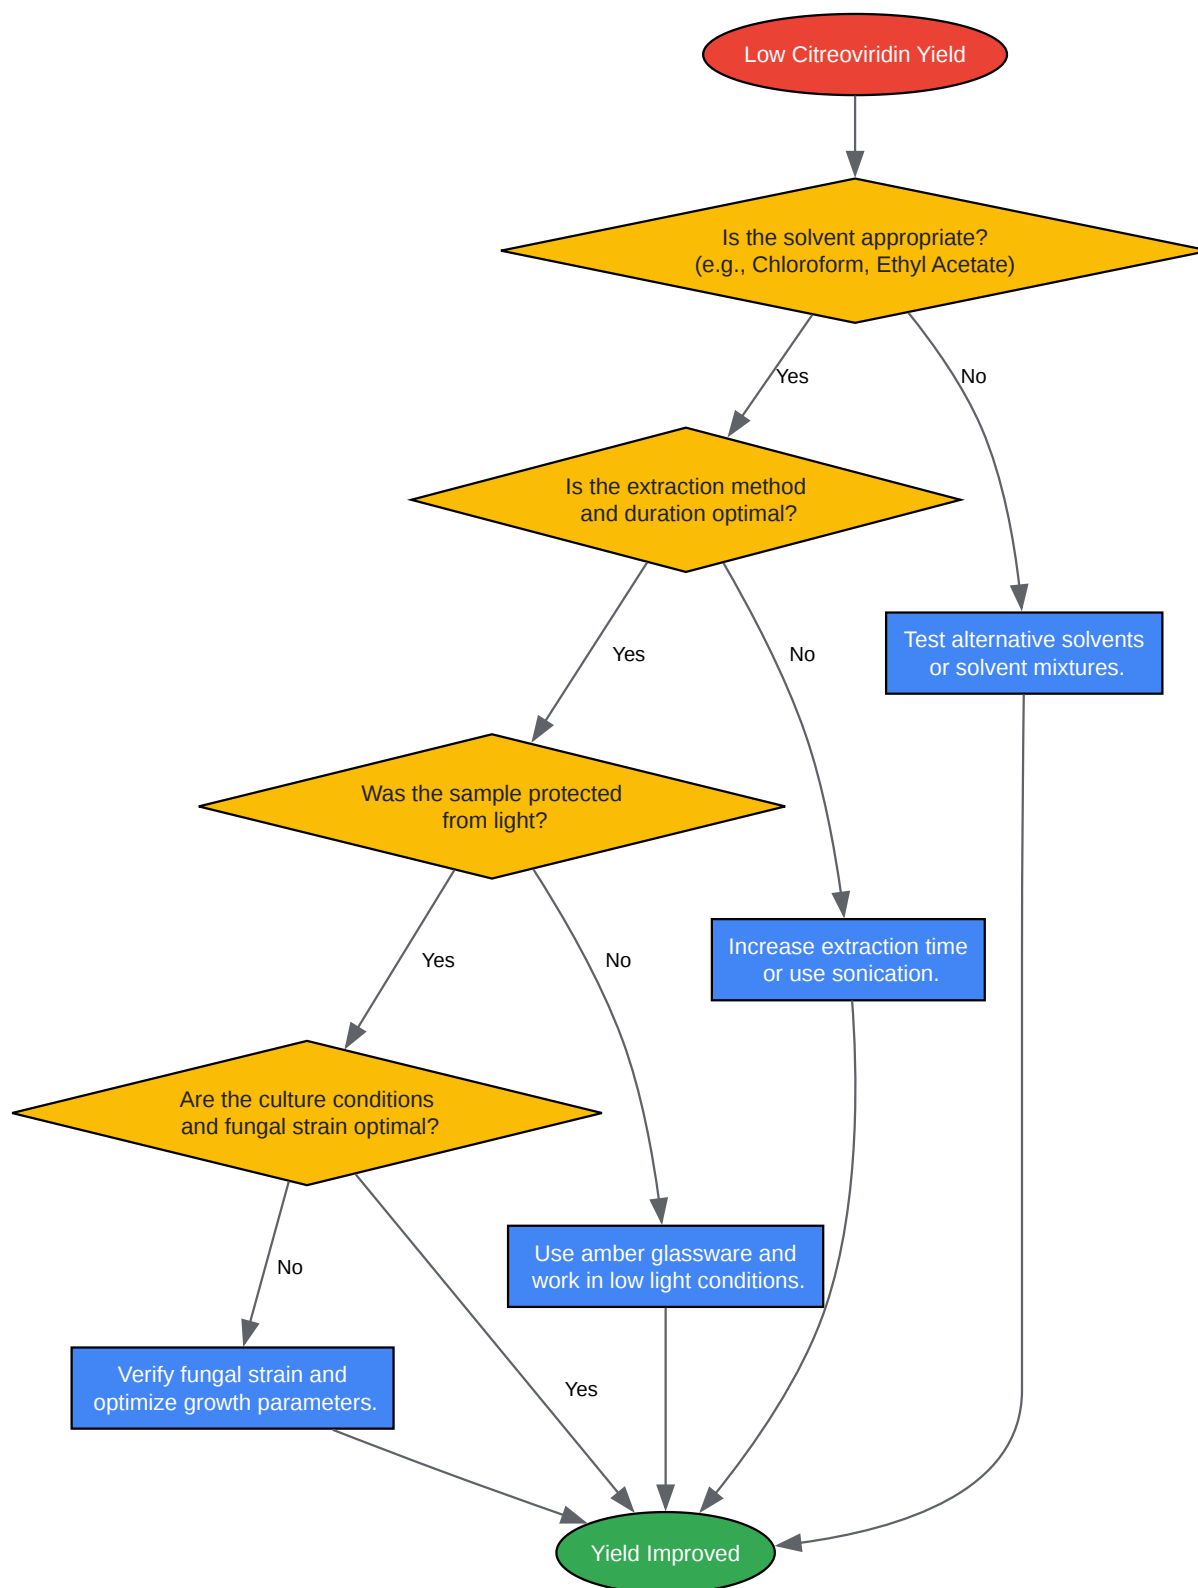 Low Citreoviridin Yield
Is the solvent appropriate?
(e.g., Chloroform, Ethyl Acetate)
Yes
No
Is the extraction method
and duration optimal?
Test alternative solvents
or solvent mixtures.
Yes
No
Was the sample protected
from light?
Increase extraction time
or use sonication.
Yes
No
Are the culture conditions
and fungal strain optimal?
Use amber glassware and
work in low light conditions.
No
Verify fungal strain and
optimize growth parameters.
Yes
Yield Improved